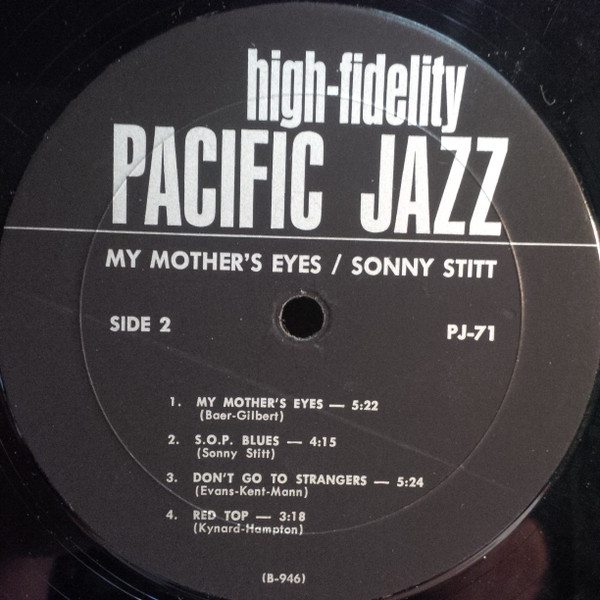 high-fidelity
PACIFIC JAZZ
MY MOTHER'S EYES / SONNY STITT
SIDE 2 PJ-71
1. MY MOTHER'S EYES — 5:22
(Baer-Gilbert)
2. S.O.P. BLUES — 4:15
(Sonny Stitt)
3. DON'T GO TO STRANGERS — 5:24
(Evans-Kent-Mann)
4. RED TOP — 3:18
(Kynard-Hampton)
(B-946)